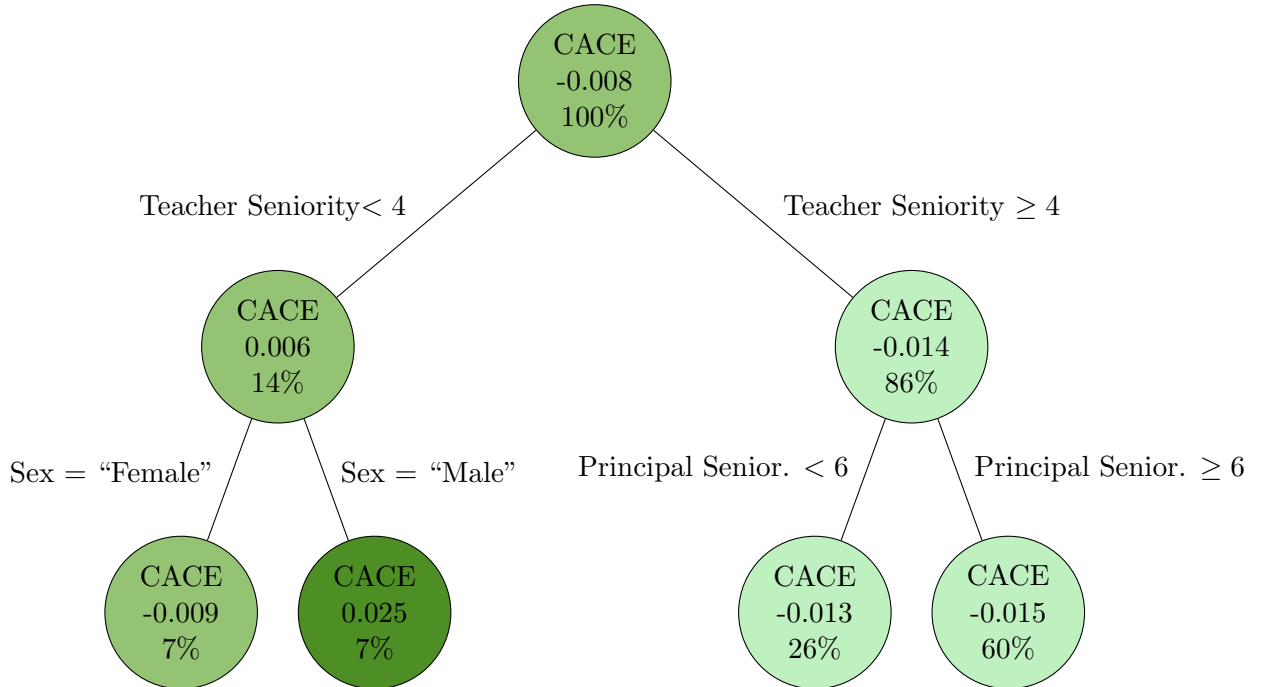 CACE
-0.008
100%
Teacher Seniority< 4
Teacher Seniority ≥ 4
CACE
0.006
14%
CACE
-0.014
86%
Sex = “Female”
Sex = “Male”
Principal Senior. < 6
Principal Senior. ≥ 6
CACE
-0.009
7%
CACE
0.025
7%
CACE
-0.013
26%
CACE
-0.015
60%